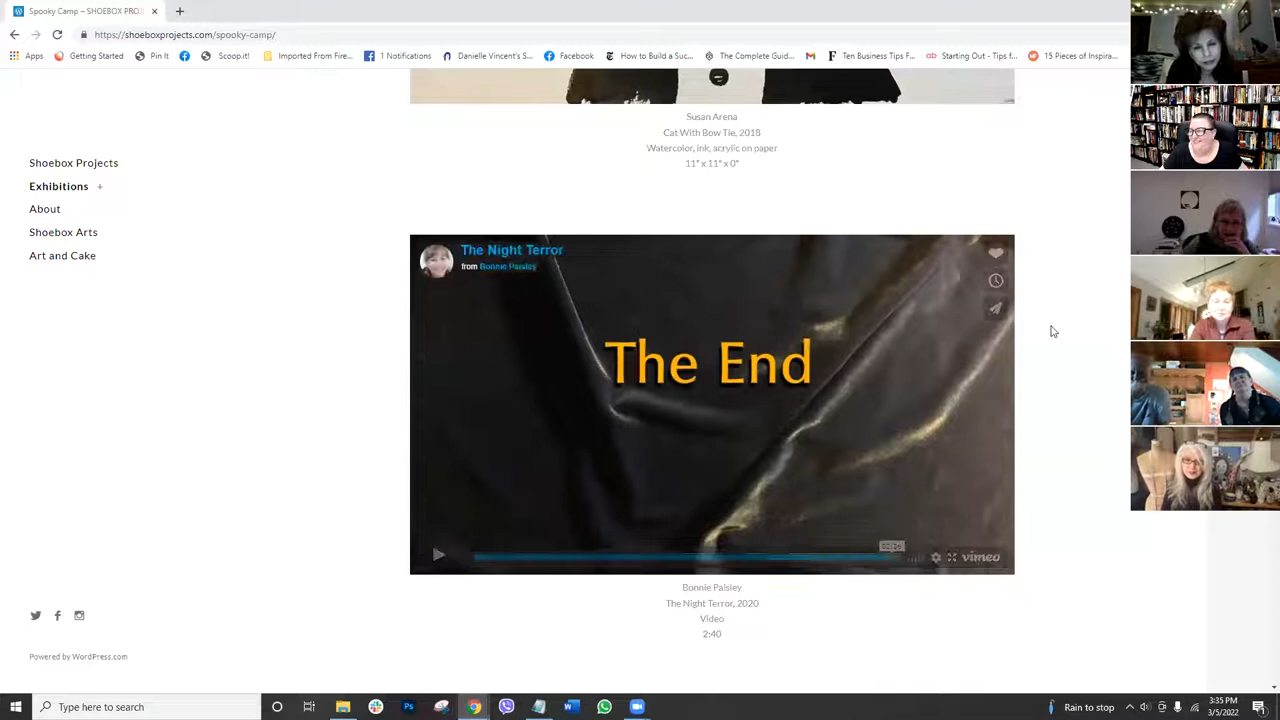 Spooky Camp – SHOEBOX PRO
https://shoeboxprojects.com/spooky-camp/
Apps Getting Started Pin It Scoop.it Imported From Fire... 1 Notifications Danielle Vincent's S... Facebook How to Build a Suc... The Complete Guid... Ten Business Tips F... Starting Out - Tips f... 15 Pieces of Inspira...
Susan Arena
Cat With Bow Tie, 2018
Watercolor, ink, acrylic on paper
11" x 11" x 0"
Shoebox Projects
Exhibitions +
About
Shoebox Arts
Art and Cake
The Night Terror
from Bonnie Paisley
The End
vimeo
Bonnie Paisley
The Night Terror, 2020
Video
2:40
Powered by WordPress.com
Type here to search
Rain to stop
3:35 PM
3/5/2022